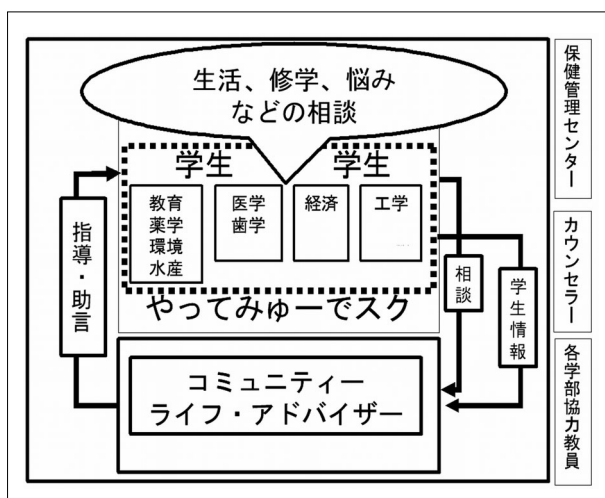 生活、修学、悩み
などの相談
学生
学生
教育
薬学
環境
水産
医学
歯学
経済
工学
やってみゅーでスク
指導・助言
相談
学生情報
コミュニティー
ライフ・アドバイザー
保健管理センター
カウンセラー
各学部協力教員